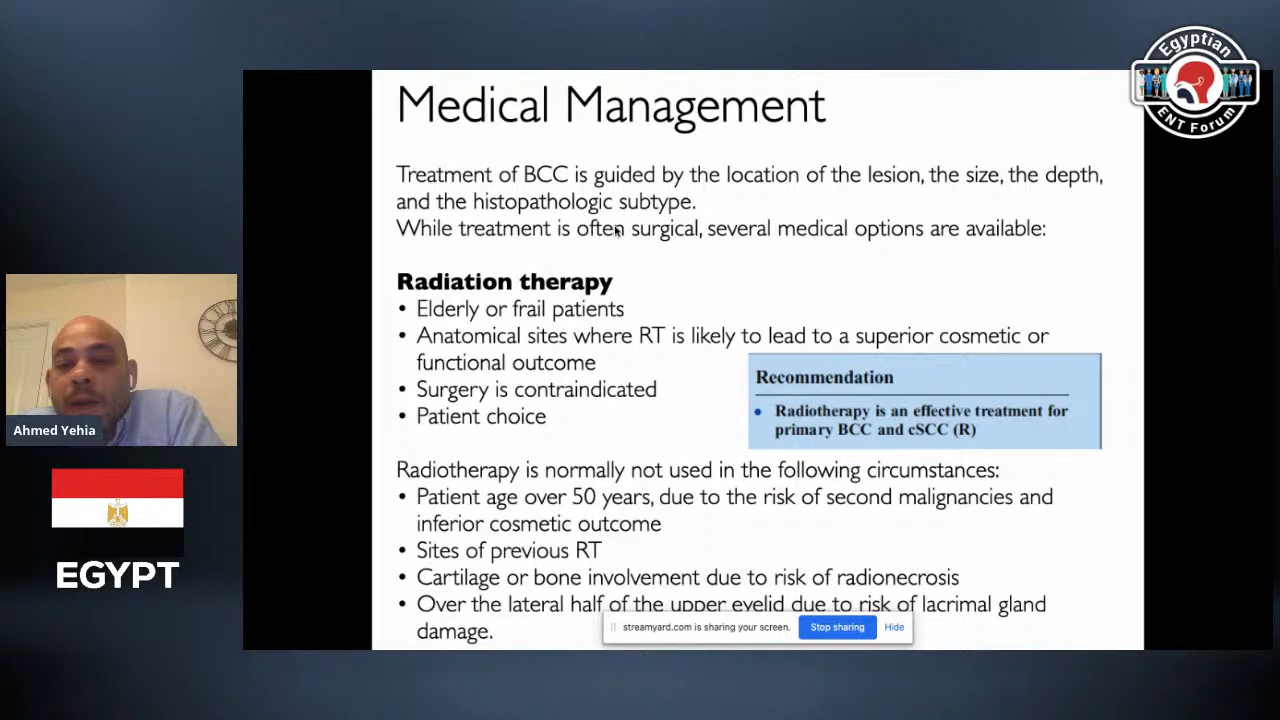 Egyptian
ENT Forum
Medical Management
Treatment of BCC is guided by the location of the lesion, the size, the depth,
and the histopathologic subtype.
While treatment is often surgical, several medical options are available:
Radiation therapy
• Elderly or frail patients
• Anatomical sites where RT is likely to lead to a superior cosmetic or
functional outcome
• Surgery is contraindicated
• Patient choice
Recommendation
• Radiotherapy is an effective treatment for
primary BCC and cSCC (R)
Radiotherapy is normally not used in the following circumstances:
• Patient age over 50 years, due to the risk of second malignancies and
inferior cosmetic outcome
• Sites of previous RT
• Cartilage or bone involvement due to risk of radionecrosis
• Over the lateral half of the upper eyelid due to risk of lacrimal gland
damage.
streamyard.com is sharing your screen. Stop sharing Hide
Ahmed Yehia
EGYPT